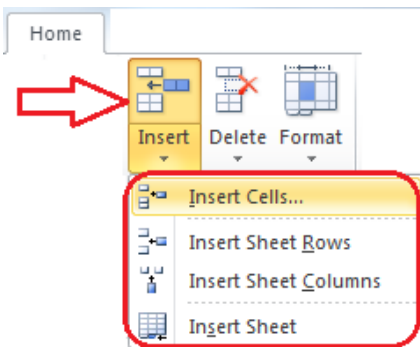 Home
Insert Delete Format
Insert Cells...
Insert Sheet Rows
Insert Sheet Columns
Insert Sheet